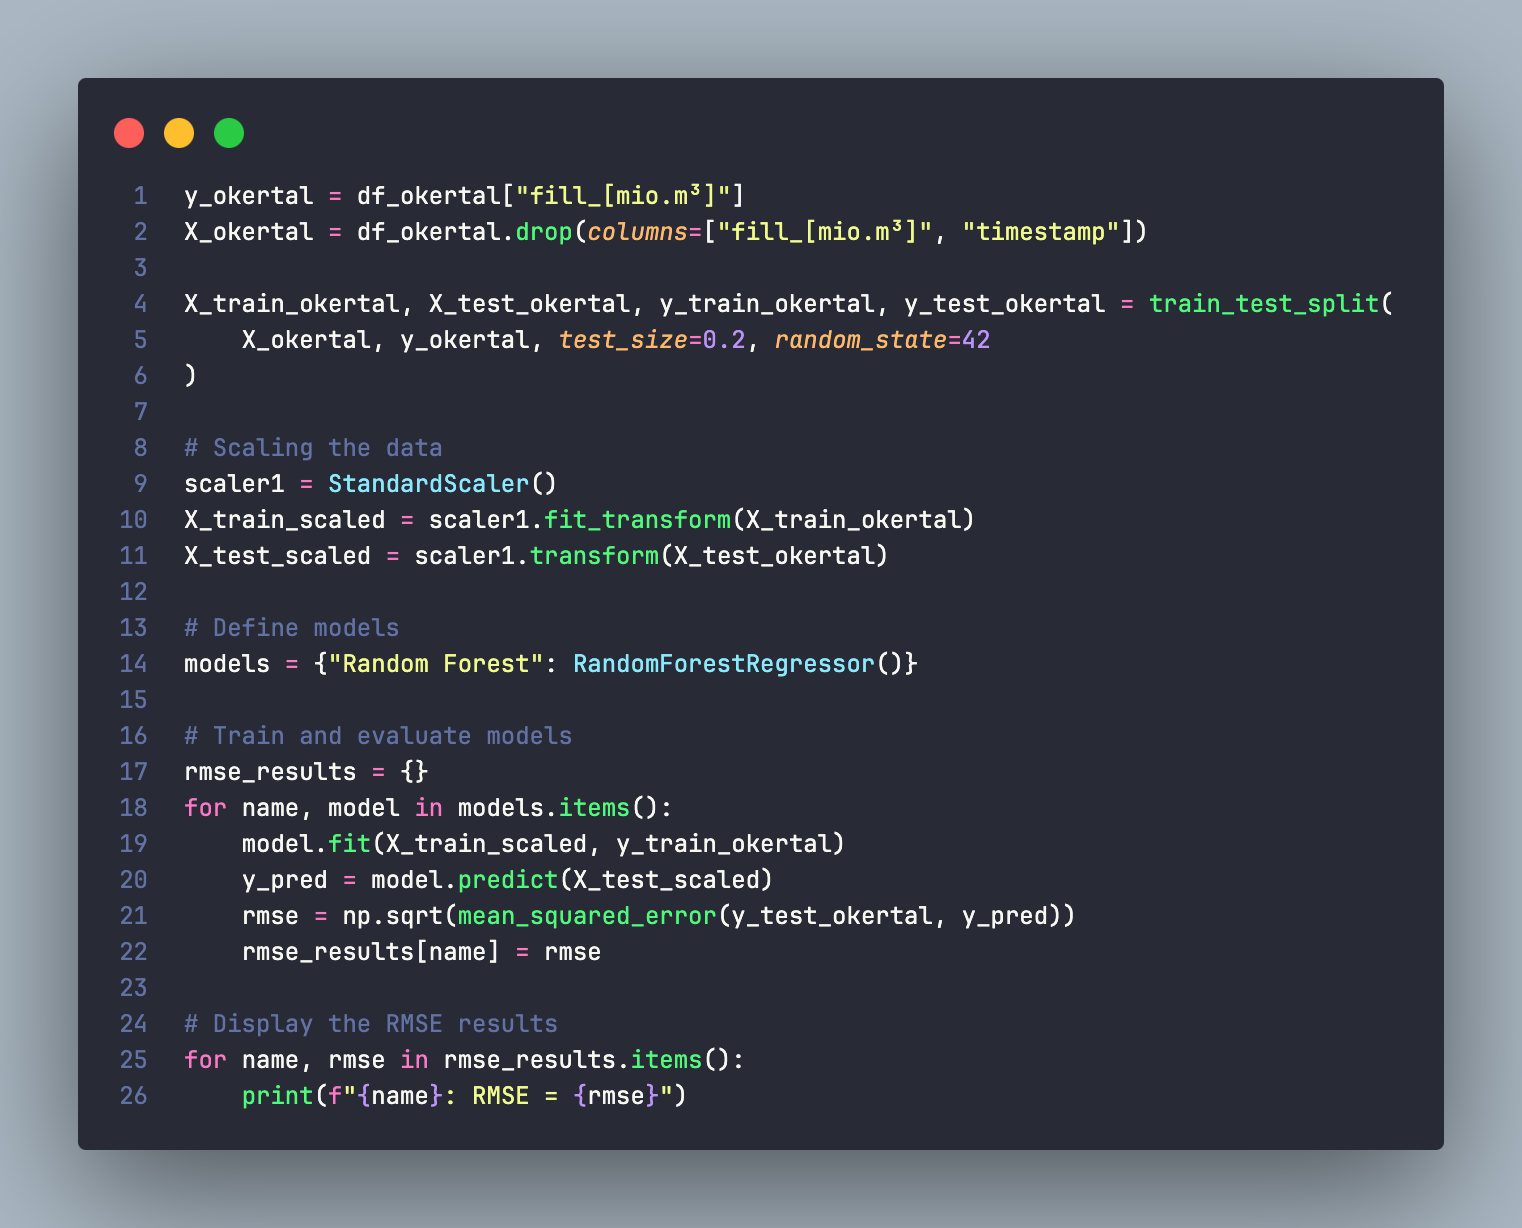 1 y_okertal = df_okertal["fill_[mio.m³]"]
2 X_okertal = df_okertal.drop(columns=["fill_[mio.m³]", "timestamp"])
3
4 X_train_okertal, X_test_okertal, y_train_okertal, y_test_okertal = train_test_split(
5     X_okertal, y_okertal, test_size=0.2, random_state=42
6 )
7
8 # Scaling the data
9 scaler1 = StandardScaler()
10 X_train_scaled = scaler1.fit_transform(X_train_okertal)
11 X_test_scaled = scaler1.transform(X_test_okertal)
12
13 # Define models
14 models = {"Random Forest": RandomForestRegressor()}
15
16 # Train and evaluate models
17 rmse_results = {}
18 for name, model in models.items():
19     model.fit(X_train_scaled, y_train_okertal)
20     y_pred = model.predict(X_test_scaled)
21     rmse = np.sqrt(mean_squared_error(y_test_okertal, y_pred))
22     rmse_results[name] = rmse
23
24 # Display the RMSE results
25 for name, rmse in rmse_results.items():
26     print(f"{name}: RMSE = {rmse}")